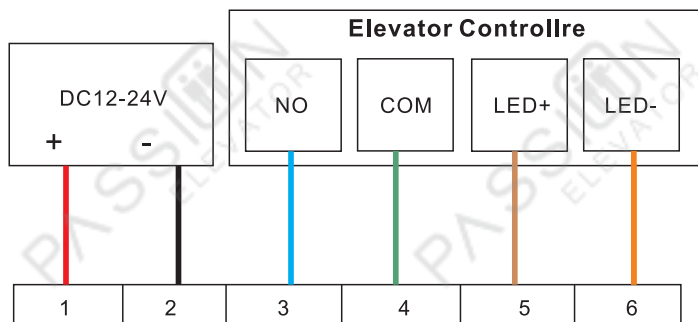 Elevator Controllre
DC12-24V
+ -
NO COM LED+ LED-
1 2 3 4 5 6
PASSION
ELEVATOR
PASSION
ELEVATOR